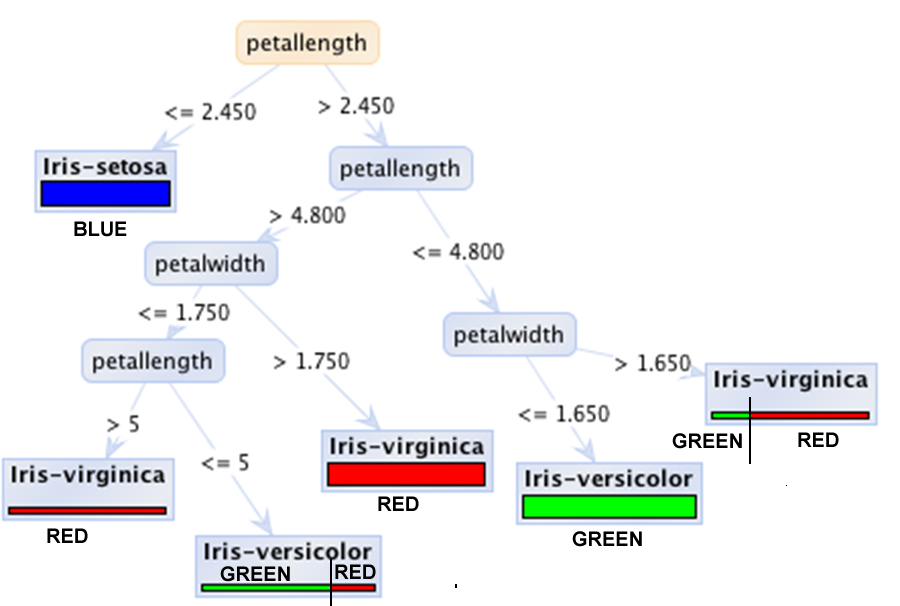 petallength
<= 2.450
> 2.450
Iris-setosa
BLUE
petallength
> 4.800
<= 4.800
petalwidth
<= 1.750
> 1.750
petalwidth
<= 1.650
> 1.650
petallength
> 5
<= 5
Iris-virginica
GREEN RED
Iris-virginica
RED
Iris-virginica
RED
Iris-versicolor
GREEN
Iris-versicolor
GREEN RED